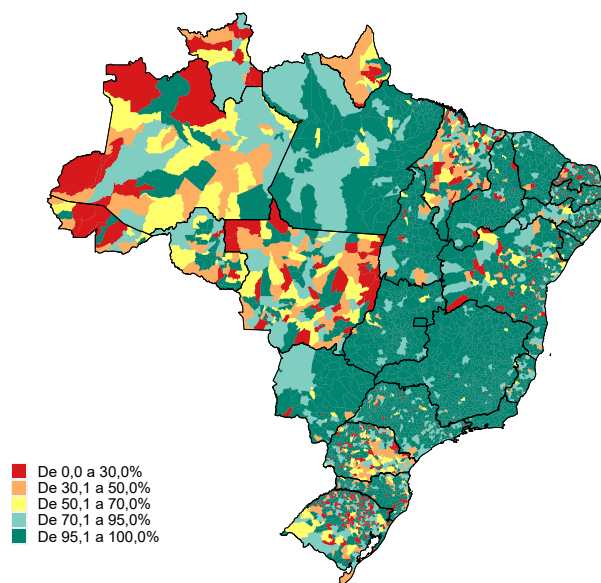 De 0,0 a 30,0%
De 30,1 a 50,0%
De 50,1 a 70,0%
De 70,1 a 95,0%
De 95,1 a 100,0%